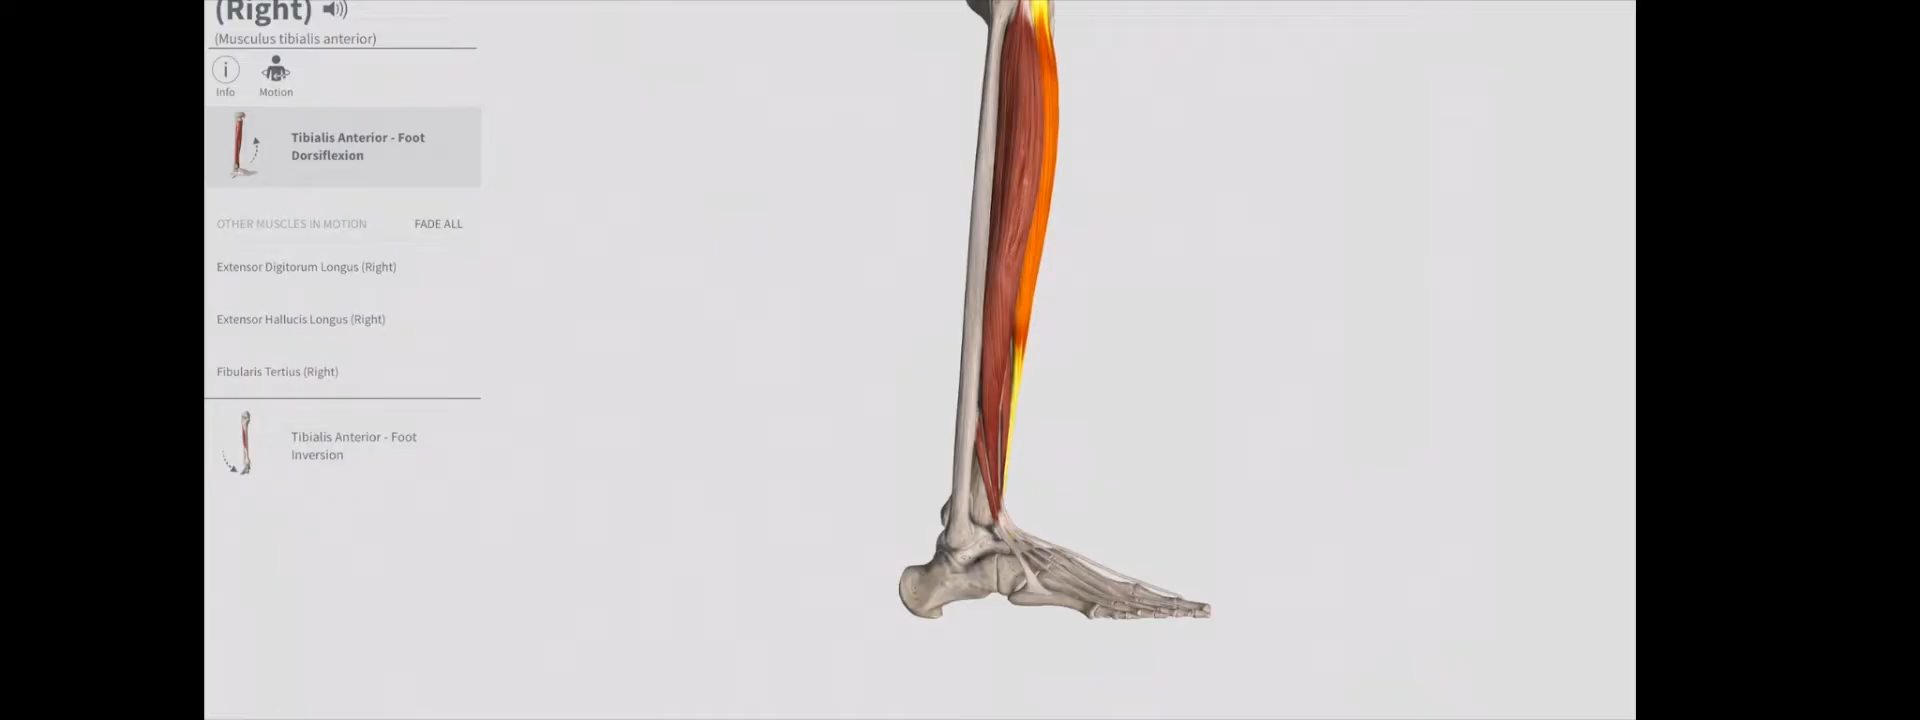 (Right)
(Musculus tibialis anterior)
i
Info
Motion
Tibialis Anterior - Foot
Dorsiflexion
OTHER MUSCLES IN MOTION
FADE ALL
Extensor Digitorum Longus (Right)
Extensor Hallucis Longus (Right)
Fibularis Tertius (Right)
Tibialis Anterior - Foot
Inversion